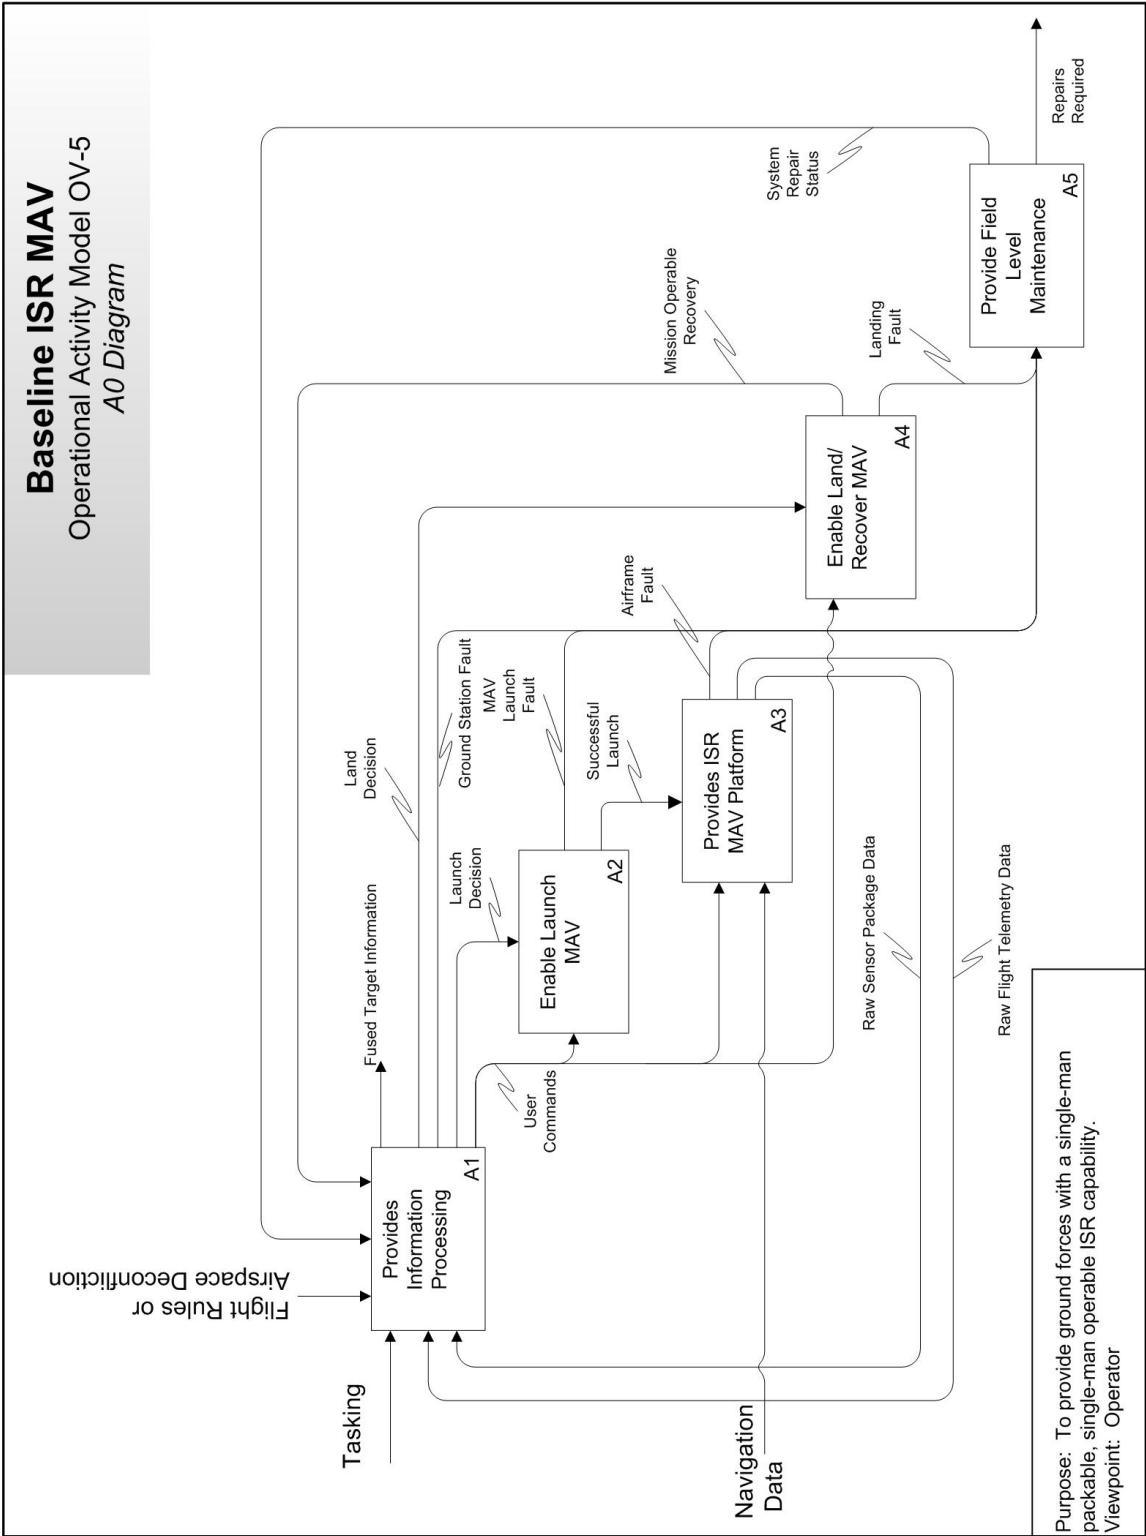 Baseline ISR MAV
Operational Activity Model OV-5
A0 Diagram
Flight Rules or
Airspace Deconfliction
Tasking
Navigation
Data
Provides
Information
Processing
A1
Fused Target Information
Land
Decision
Ground Station Fault
Launch
Decision
User
Commands
Enable Launch
MAV
A2
MAV
Launch
Fault
Successful
Launch
Provides ISR
MAV Platform
A3
Airframe
Fault
Raw Sensor Package Data
Raw Flight Telemetry Data
Enable Land/
Recover MAV
A4
Mission Operable
Recovery
Landing
Fault
Provide Field
Level
Maintenance
A5
System
Repair
Status
Repairs
Required
Purpose: To provide ground forces with a single-man
packable, single-man operable ISR capability.
Viewpoint: Operator